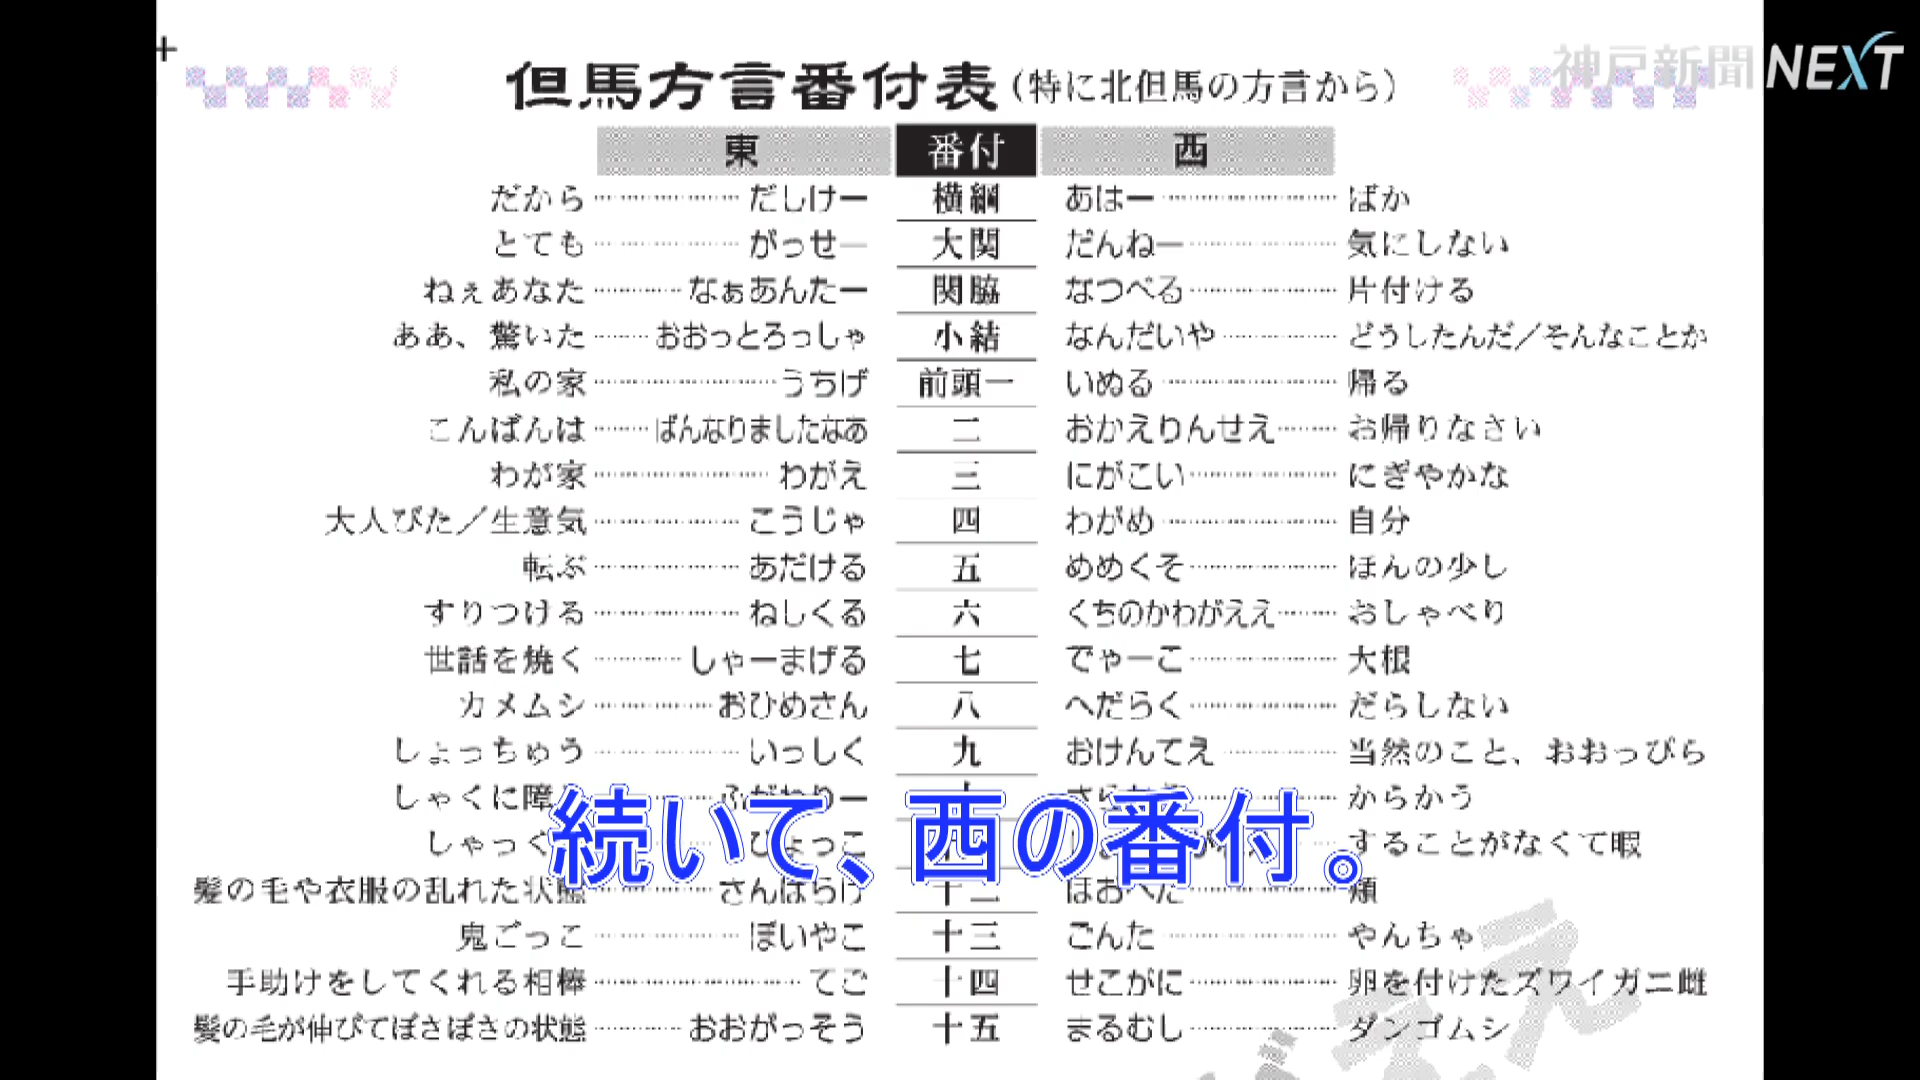 神戸新聞NEXT
但馬方言番付表(特に北但馬の方言から)
東 番付 西
だから……だしけー 横綱 あはー……ばか
とても……がっせー 大関 だんねー……気にしない
ねぇあなた……なぁあんたー 関脇 なつべる……片付ける
ああ、驚いた……おおっとろっしゃ 小結 なんだいや……どうしたんだ／そんなことか
私の家……うちげ 前頭一 いぬる……帰る
こんばんは……ばんなりましたなあ 二 おかえりんせえ……お帰りなさい
わが家……わがえ 三 にがこい……にぎやかな
大人びた／生意気……こうじゃ 四 わがめ……自分
転ぶ……あだける 五 めめくそ……ほんの少し
すりつける……ねしくる 六 くちのかわがええ……おしゃべり
世話を焼く……しゃーまげる 七 でゃーこ……大根
カメムシ……おひめさん 八 へだらく……だらしない
しょっちゅう……いっしく 九 おけんてえ……当然のこと、おおっぴら
しゃくに障 からかう
続いて、西の番付。
しゃっく ひょっこ することがなくて暇
髪の毛や衣服の乱れた状態……さんばらげ 十二 ほおべた……頬
鬼ごっこ……ぼいやこ 十三 ごんた……やんちゃ
手助けをしてくれる相棒……てご 十四 せこがに……卵を付けたズワイガニ雌
髪の毛が伸びてぼさぼさの状態……おおがっそう 十五 まるむし……ダンゴムシ